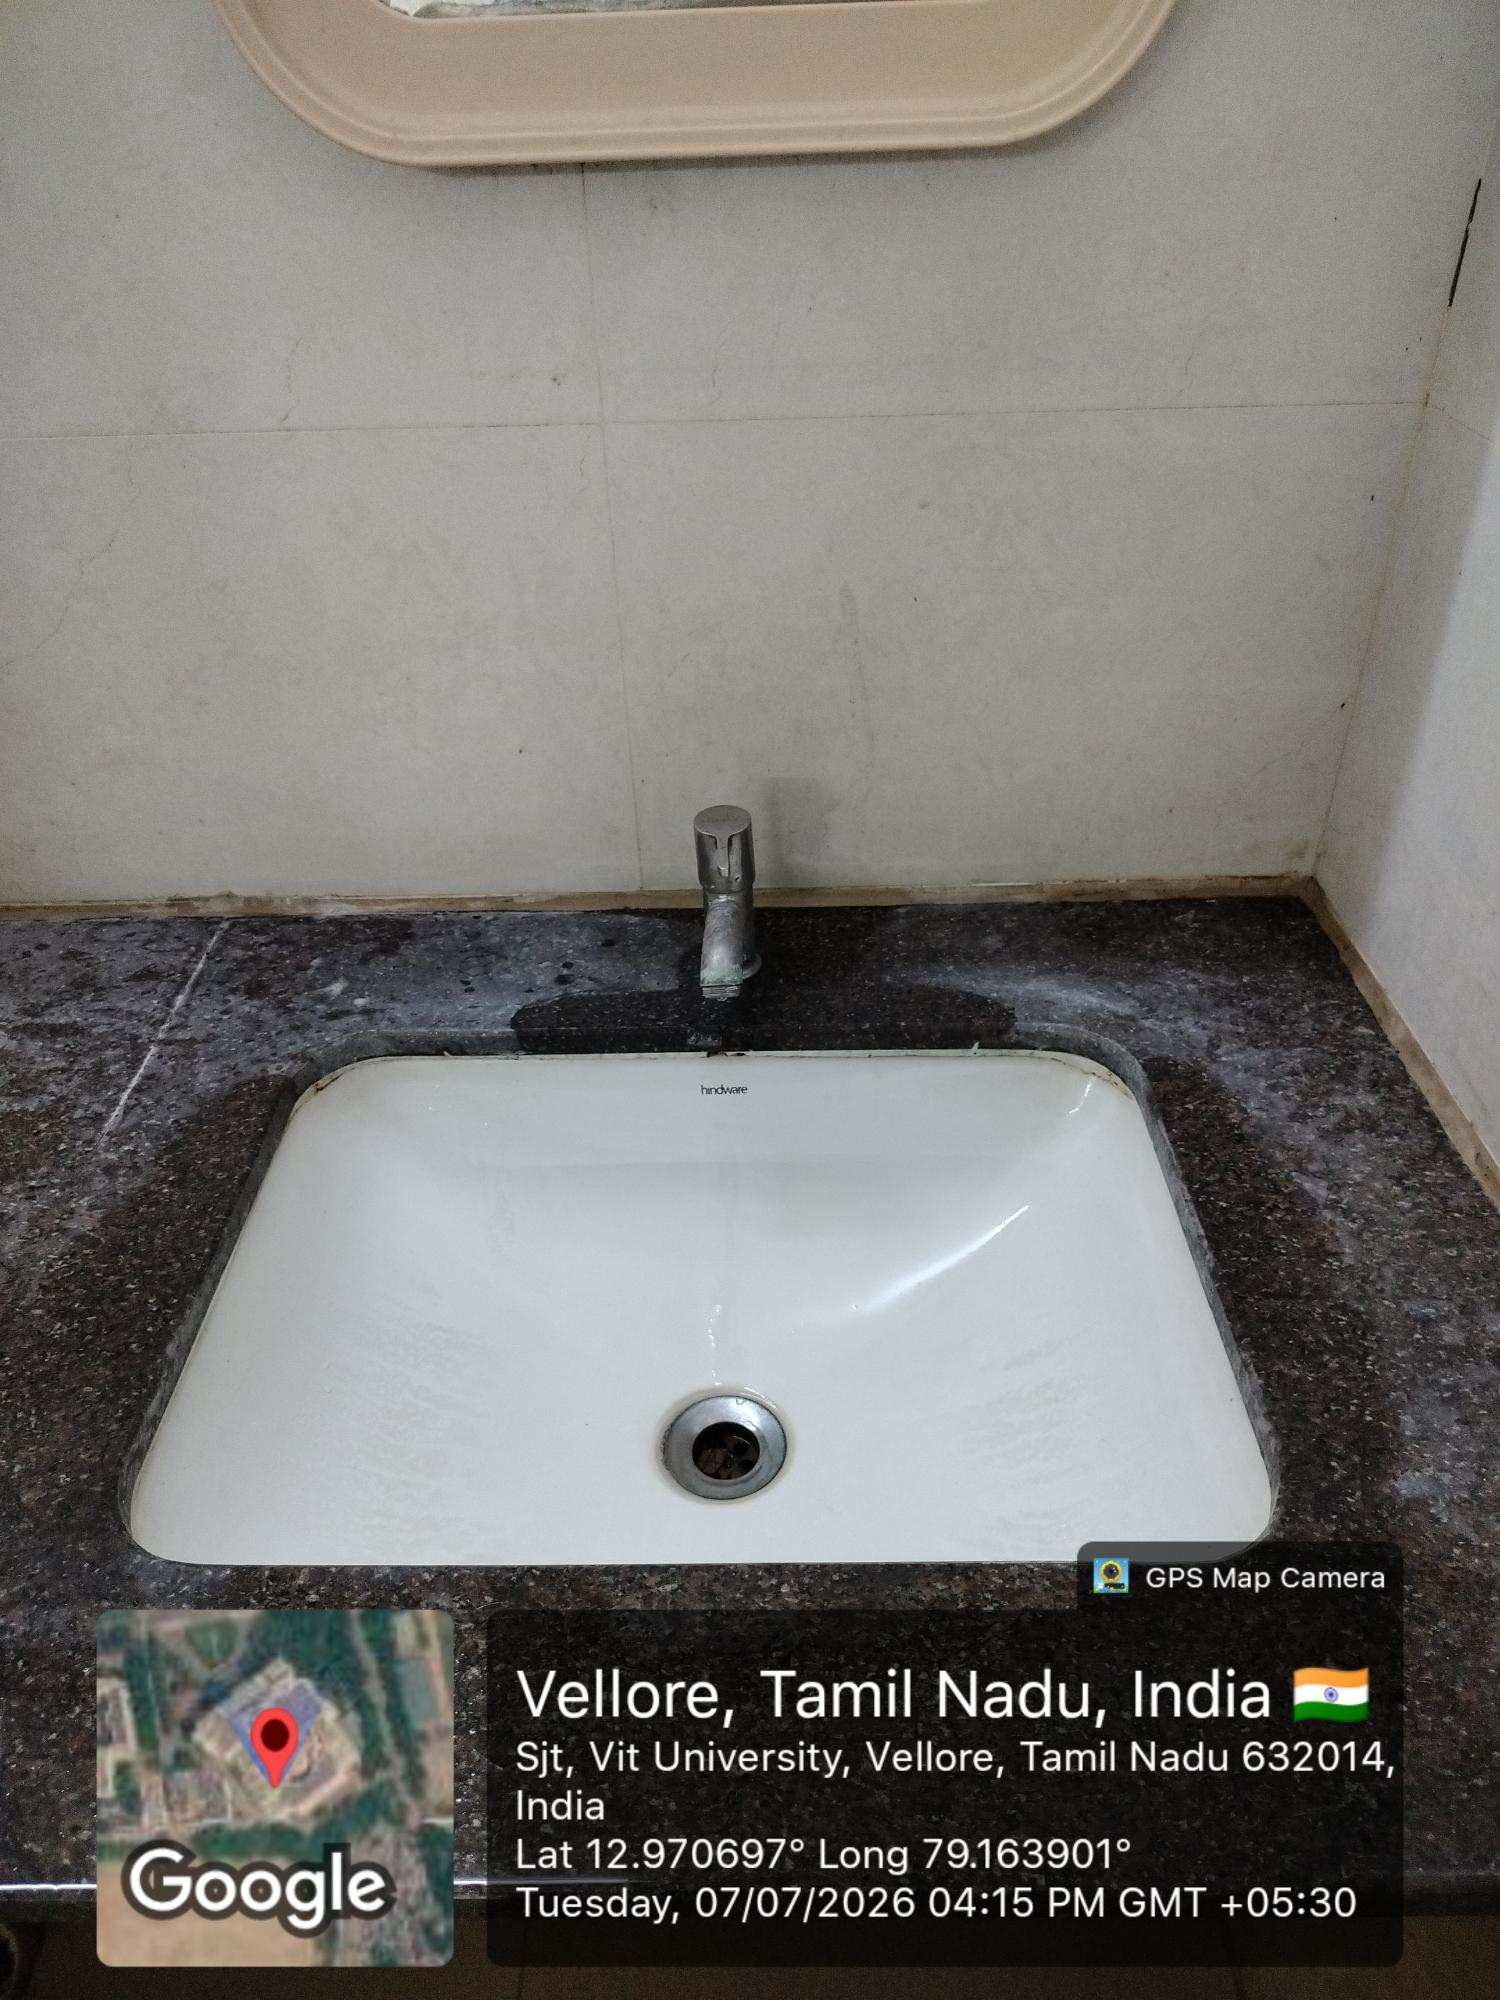 hindware
GPS Map Camera
Vellore, Tamil Nadu, India
Sjt, Vit University, Vellore, Tamil Nadu 632014,
India
Lat 12.970697° Long 79.163901°
Tuesday, 07/07/2026 04:15 PM GMT +05:30
Google